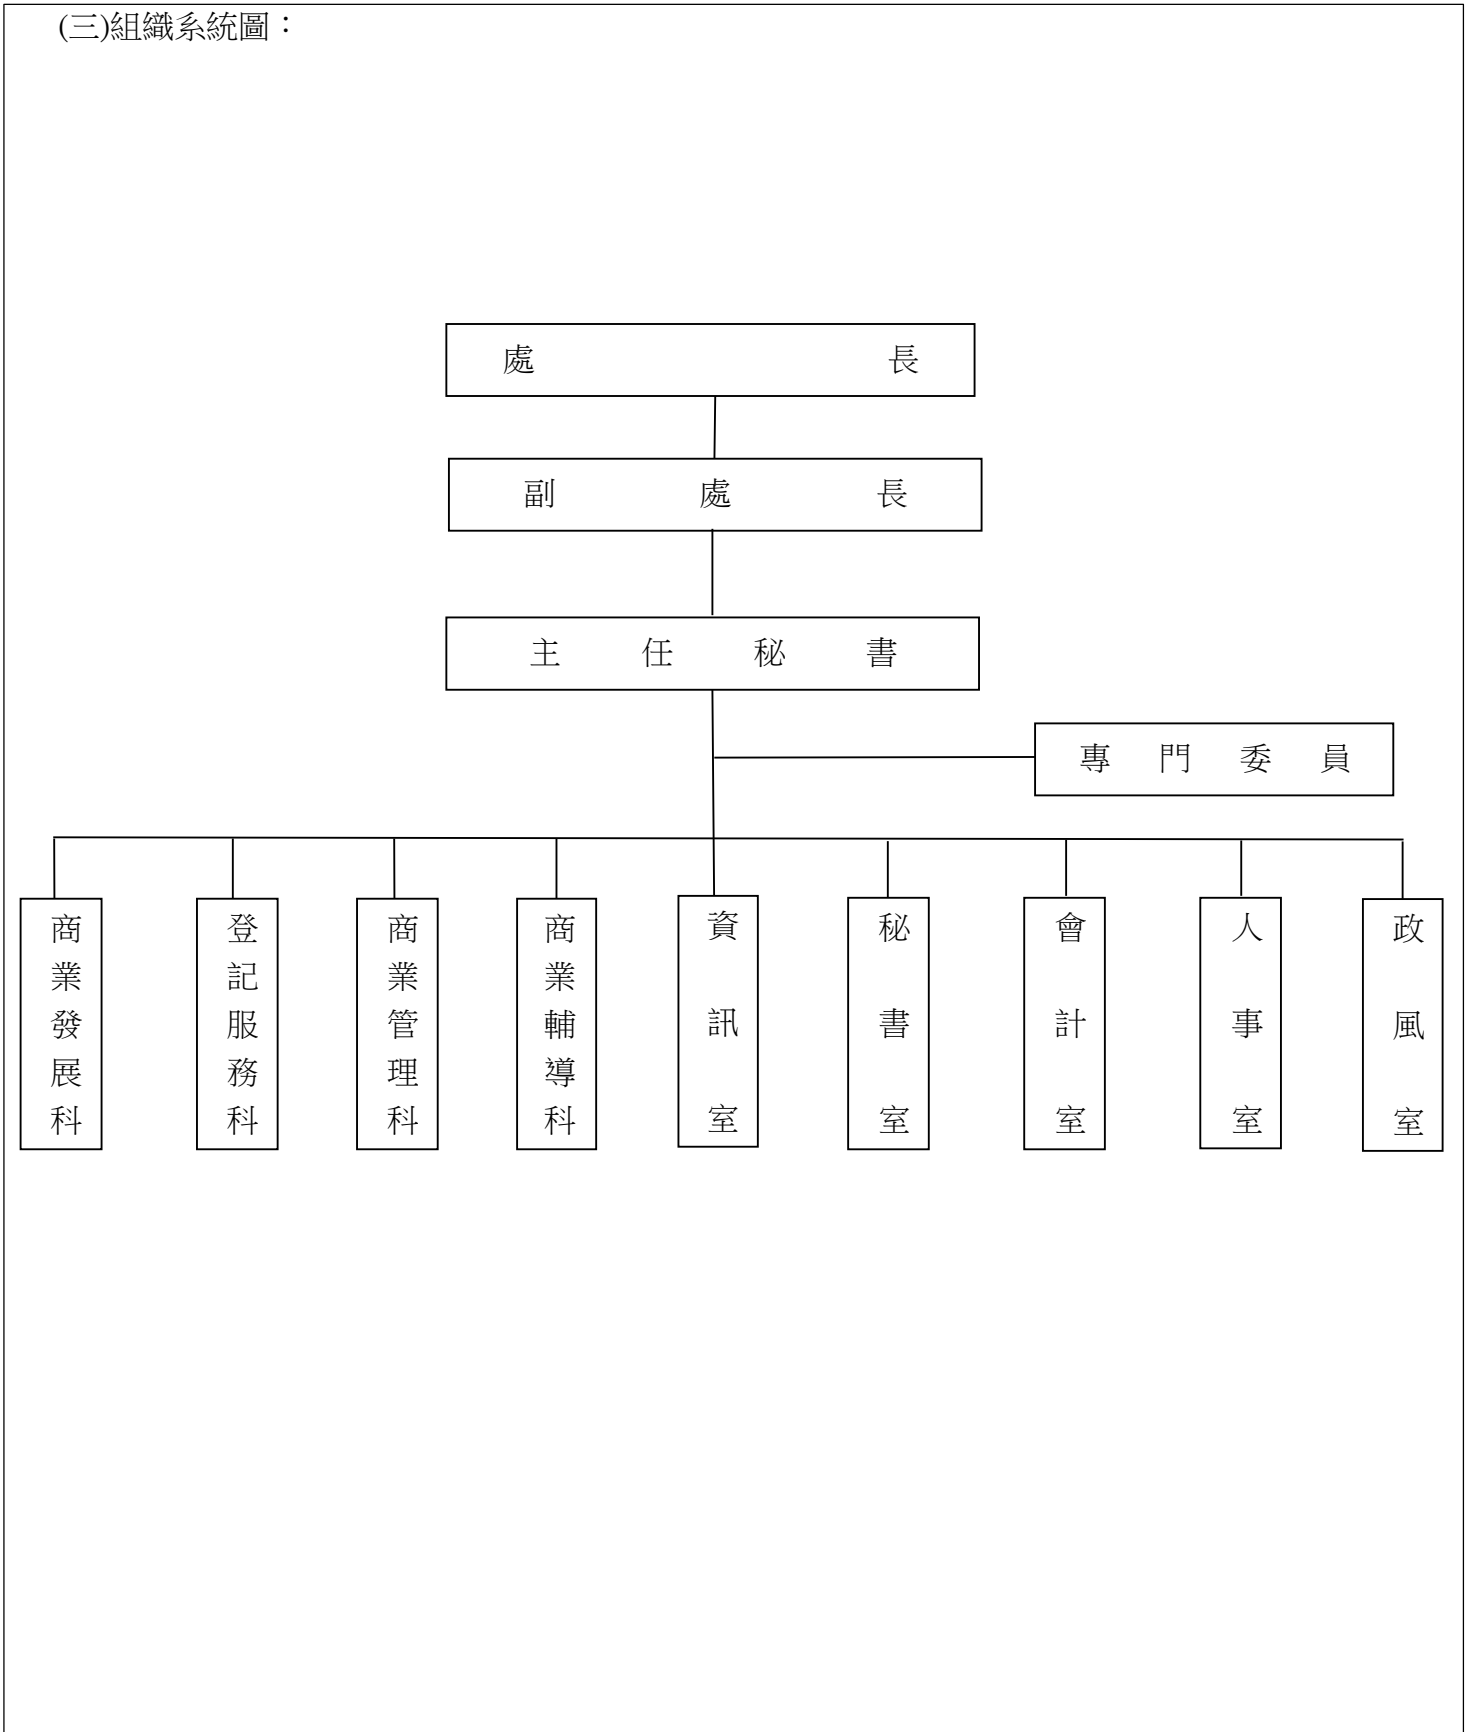 (三)組織系統圖：
處長
副處長
主任秘書
專門委員
商業發展科
登記服務科
商業管理科
商業輔導科
資訊室
秘書室
會計室
人事室
政風室